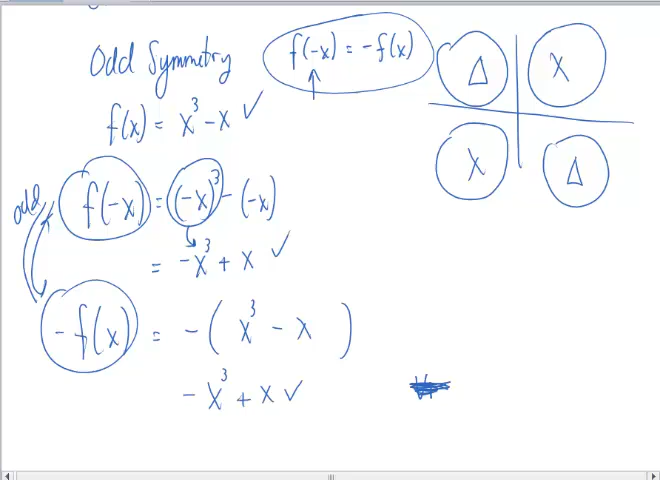 Odd Symmetry
f(-x) = -f(x)
f(x) = x³ - x ✓
odd
f(-x) = (-x)³ - (-x)
= -x³ + x ✓
-f(x) = -( x³ - x )
-x³ + x ✓
Δ X
X Δ